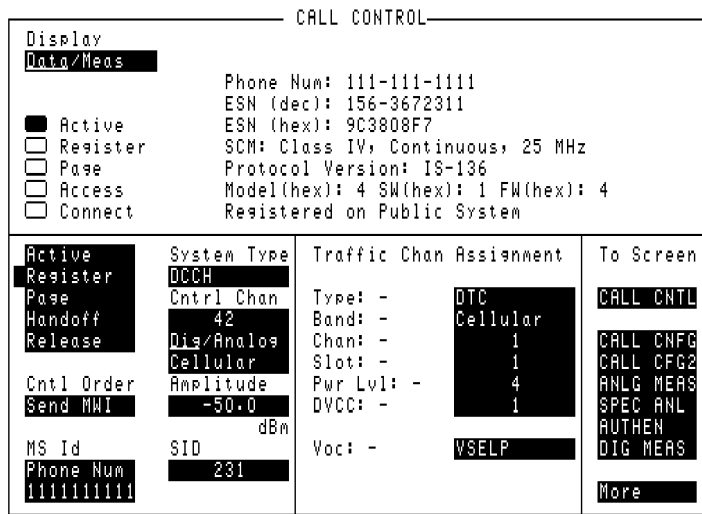 CALL CONTROL
Display
Data/Meas
Phone Num: 111-111-1111
ESN (dec): 156-3672311
Active ESN (hex): 9C3808F7
Register SCM: Class IV, Continuous, 25 MHz
Page Protocol Version: IS-136
Access Model(hex): 4 SW(hex): 1 FW(hex): 4
Connect Registered on Public System
Active
Register
Page
Handoff
Release
Cntl Order
Send MWI
MS Id
Phone Num
1111111111
System Type
DCCH
Cntrl Chan
42
Dig/Analog
Cellular
Amplitude
-50.0
dBm
SID
231
Traffic Chan Assignment
Type: - DTC
Band: - Cellular
Chan: - 1
Slot: - 1
Pwr Lvl: - 4
DVCC: - 1
Voc: - VSELP
To Screen
CALL CNTL
CALL CNFG
CALL CFG2
ANLG MEAS
SPEC ANL
AUTHEN
DIG MEAS
More